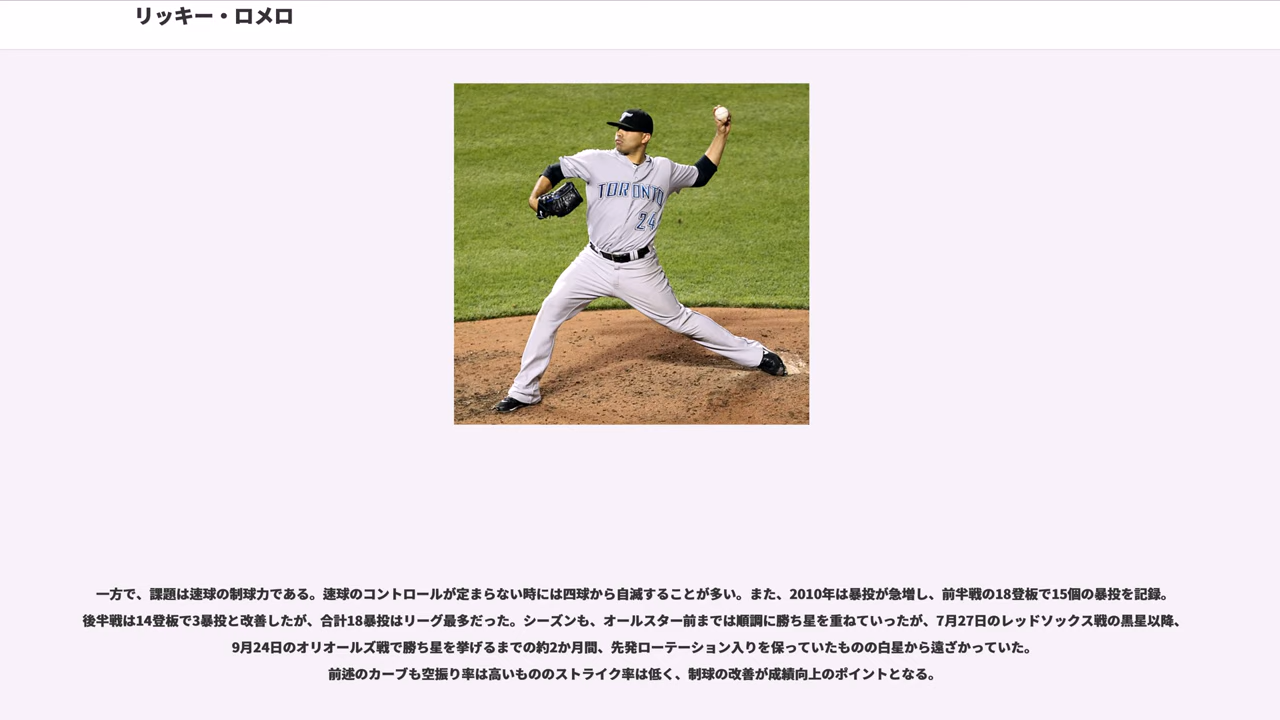 リッキー・ロメロ
TORONTO
24
一方で、課題は速球の制球力である。速球のコントロールが定まらない時には四球から自滅することが多い。また、2010年は暴投が急増し、前半戦の18登板で15個の暴投を記録。
後半戦は14登板で3暴投と改善したが、合計18暴投はリーグ最多だった。シーズンも、オールスター前までは順調に勝ち星を重ねていったが、7月27日のレッドソックス戦の黒星以降、
9月24日のオリオールズ戦で勝ち星を挙げるまでの約2か月間、先発ローテーション入りを保っていたものの白星から遠ざかっていた。
前述のカーブも空振り率は高いもののストライク率は低く、制球の改善が成績向上のポイントとなる。